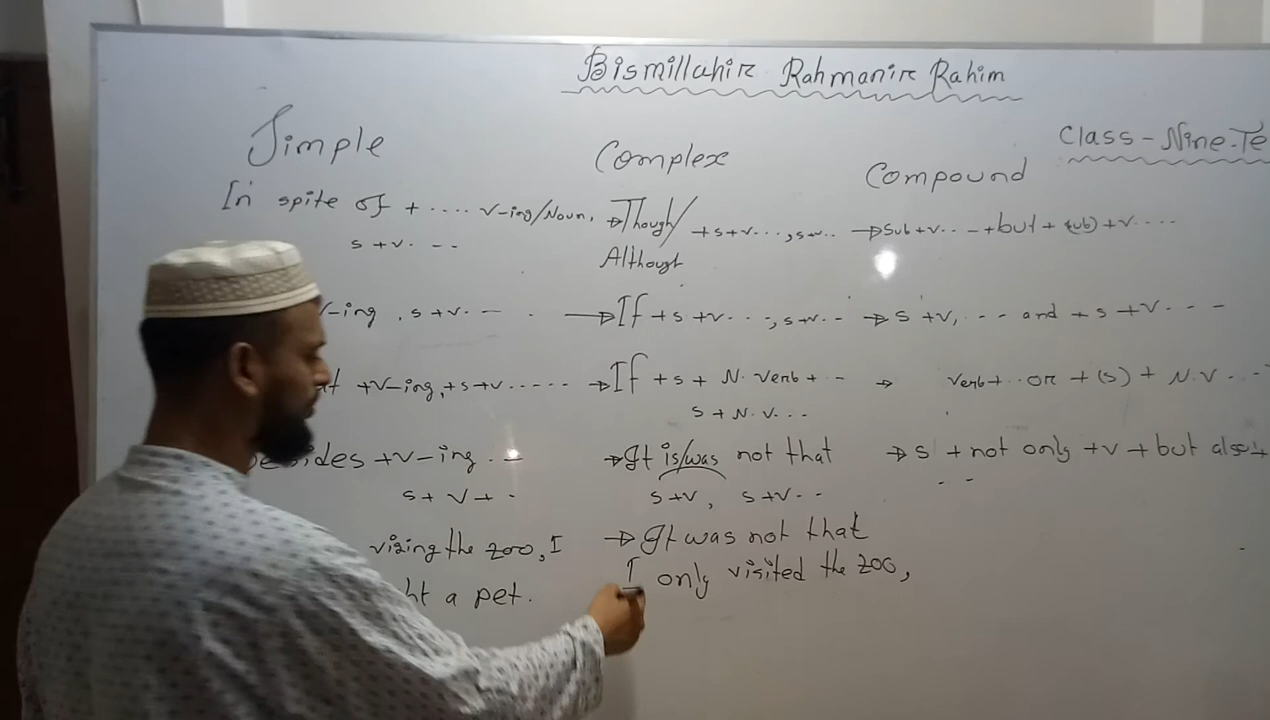 Bismillahir Rahmanir Rahim
Class-Nine-Te
Simple
Complex
Compound
In spite of + .... v-ing/Noun,
s+v. - --
Though/
Although
+s+v...,s+v..
→ Sub+v.. -+but+ (sub)+v....
-ing, s+v.--
→ If +s+v...-,s+v.--
→ s+v, --- and +s+v---
+v-ing,+s+v.....
→ If +s+ N. verb+ --
s+N.v...
→ verb+..or +(s)+ N.v...-
sides +v-ing.-
s+ v+ -
→ It is/was not that
s+v, s+v--
→ s +not only +v+but also+
- -
the zoo, I
ht a pet.
→ It was not that
I only visited the zoo,